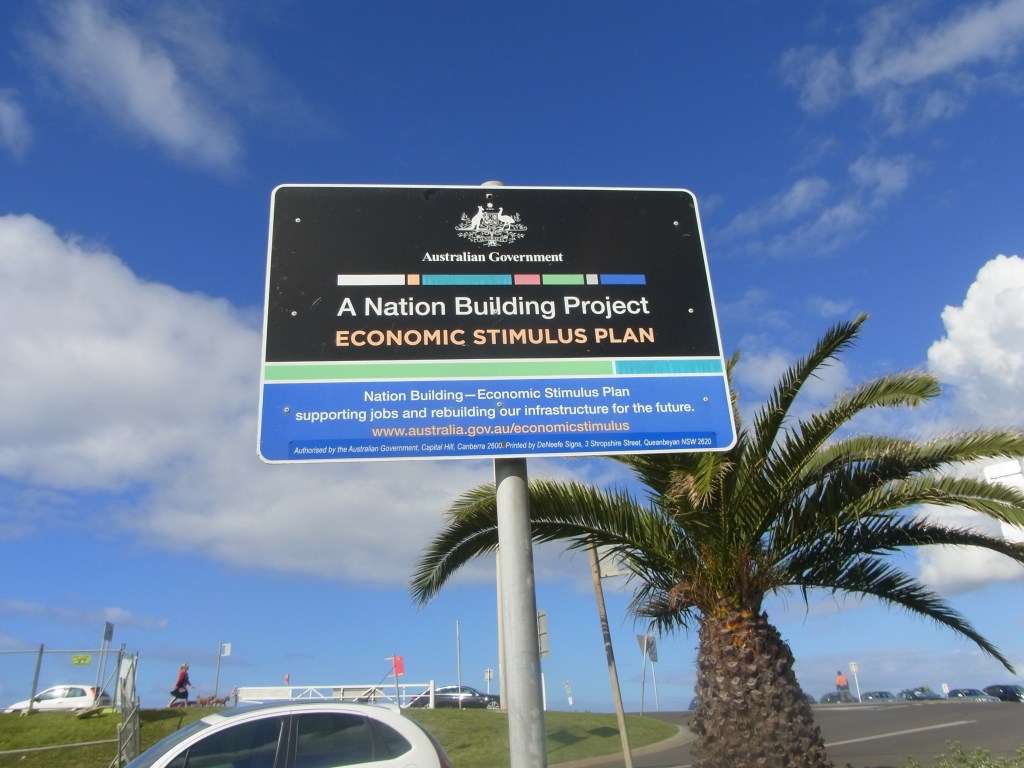 Australian Government
A Nation Building Project
ECONOMIC STIMULUS PLAN
Nation Building—Economic Stimulus Plan
supporting jobs and rebuilding our infrastructure for the future.
www.australia.gov.au/economicstimulus
Authorised by the Australian Government, Capital Hill, Canberra 2600. Printed by DeNeefe Signs, 3 Shropshire Street, Queanbeyan NSW 2620